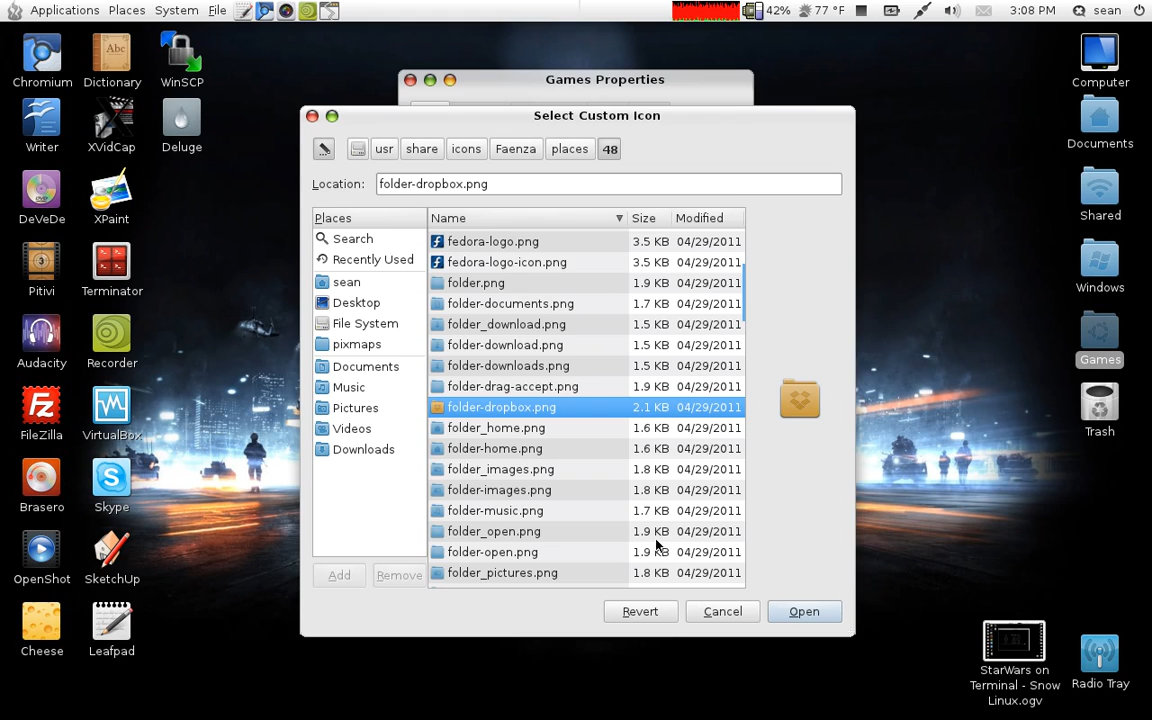 Applications Places System File 42% 77 °F 3:08 PM sean
Chromium Dictionary WinSCP
Writer XVidCap Deluge
DeVeDe XPaint
Pitivi Terminator
Audacity Recorder
FileZilla VirtualBox
Brasero Skype
OpenShot SketchUp
Cheese Leafpad
Abc
Games Properties
Select Custom Icon
usr share icons Faenza places 48
Location: folder-dropbox.png
Places
Search
Recently Used
sean
Desktop
File System
pixmaps
Documents
Music
Pictures
Videos
Downloads
Add Remove
Name Size Modified
fedora-logo.png 3.5 KB 04/29/2011
fedora-logo-icon.png 3.5 KB 04/29/2011
folder.png 1.9 KB 04/29/2011
folder-documents.png 1.7 KB 04/29/2011
folder_download.png 1.5 KB 04/29/2011
folder-download.png 1.5 KB 04/29/2011
folder-downloads.png 1.5 KB 04/29/2011
folder-drag-accept.png 1.9 KB 04/29/2011
folder-dropbox.png 2.1 KB 04/29/2011
folder_home.png 1.6 KB 04/29/2011
folder-home.png 1.6 KB 04/29/2011
folder_images.png 1.8 KB 04/29/2011
folder-images.png 1.8 KB 04/29/2011
folder-music.png 1.7 KB 04/29/2011
folder_open.png 1.9 KB 04/29/2011
folder-open.png 1.9 KB 04/29/2011
folder_pictures.png 1.8 KB 04/29/2011
Revert Cancel Open
Computer
Documents
Shared
Windows
Games
Trash
StarWars on
Terminal - Snow
Linux.ogv
Radio Tray